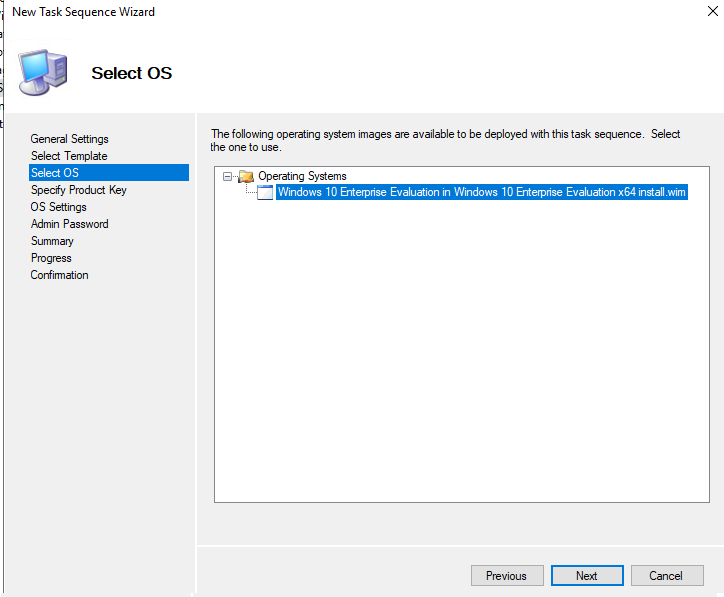 New Task Sequence Wizard
Select OS
General Settings
Select Template
Select OS
Specify Product Key
OS Settings
Admin Password
Summary
Progress
Confirmation
The following operating system images are available to be deployed with this task sequence. Select
the one to use.
Operating Systems
Windows 10 Enterprise Evaluation in Windows 10 Enterprise Evaluation x64 install.wim
Previous
Next
Cancel